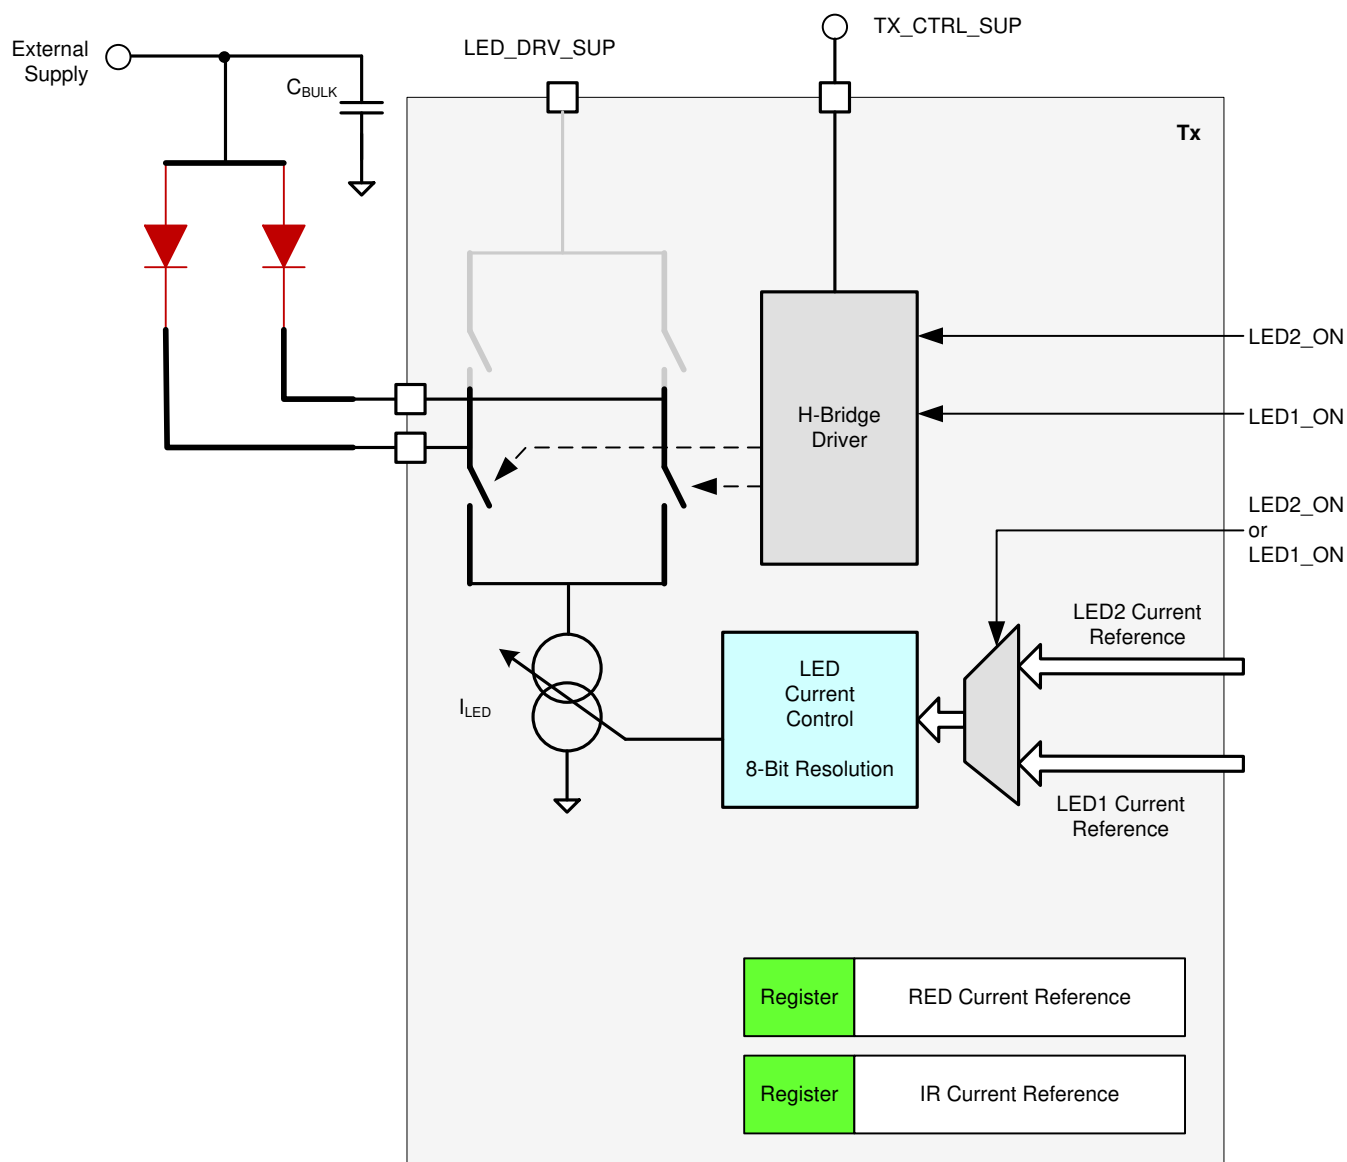 TX_CTRL_SUP
External
Supply
LED_DRV_SUP
CBULK
Tx
LED2_ON
H-Bridge
Driver
LED1_ON
LED2_ON
or
LED1_ON
LED2 Current
Reference
LED
Current
Control
8-Bit Resolution
ILED
LED1 Current
Reference
Register
RED Current Reference
Register
IR Current Reference